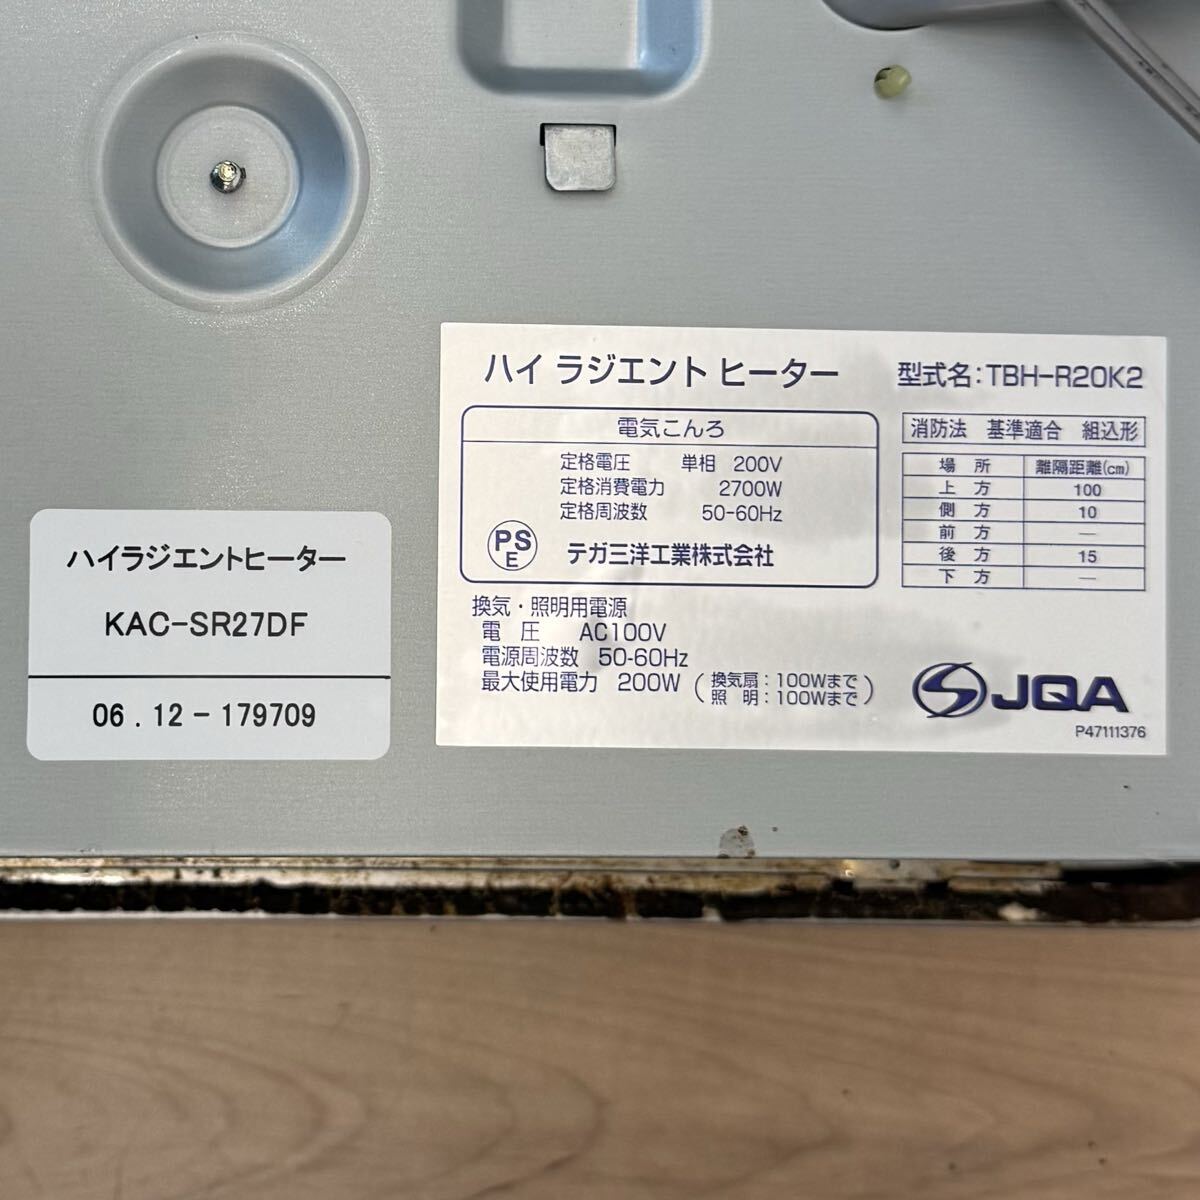 ハイラジエントヒーター
KAC-SR27DF
06.12-179709
ハイ ラジエント ヒーター
型式名:TBH-R20K2
電気こんろ
定格電圧 単相 200V
定格消費電力 2700W
定格周波数 50-60Hz
PS
E
テガ三洋工業株式会社
消防法 基準適合 組込形
場所 離隔距離(cm)
上方 100
側方 10
前方 —
後方 15
下方 —
換気・照明用電源
電圧 AC100V
電源周波数 50-60Hz
最大使用電力 200W
(換気扇:100Wまで
照明:100Wまで)
JQA
P47111376